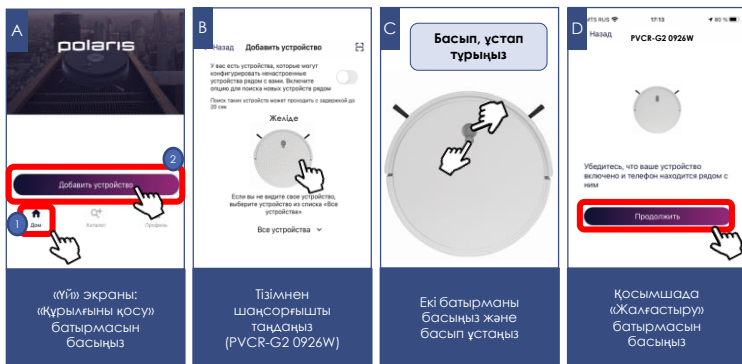 A
polaris
2
Добавить устройство
1
Дом
Каталог
Профиль
«Үй» экраны:
«Құрылғыны қосу»
батырмасын
басыңыз
B
Назад
Добавить устройство
У вас есть устройства, которые могут
конфигурировать ненастроенные
устройства рядом с вами. Включите
опцию для поиска новых устройств рядом
Поиск таких устройств может проходить с задержкой до
20 сек
Желіде
Если вы не видите свое устройство,
выберите устройство из списка «Все
устройства»
Все устройства
Тізімнен
шаңсорғышты
таңдаңыз
(PVCR-G2 0926W)
C
Басып, ұстап
тұрыңыз
Екі батырманы
басыңыз және
басып ұстаңыз
D
MTS RUS
17:13
80 %
Назад
PVCR-G2 0926W
Убедитесь, что ваше устройство
включено и телефон находится рядом с
ним
Продолжить
Қосымшада
«Жалғастыру»
батырмасын
басыңыз